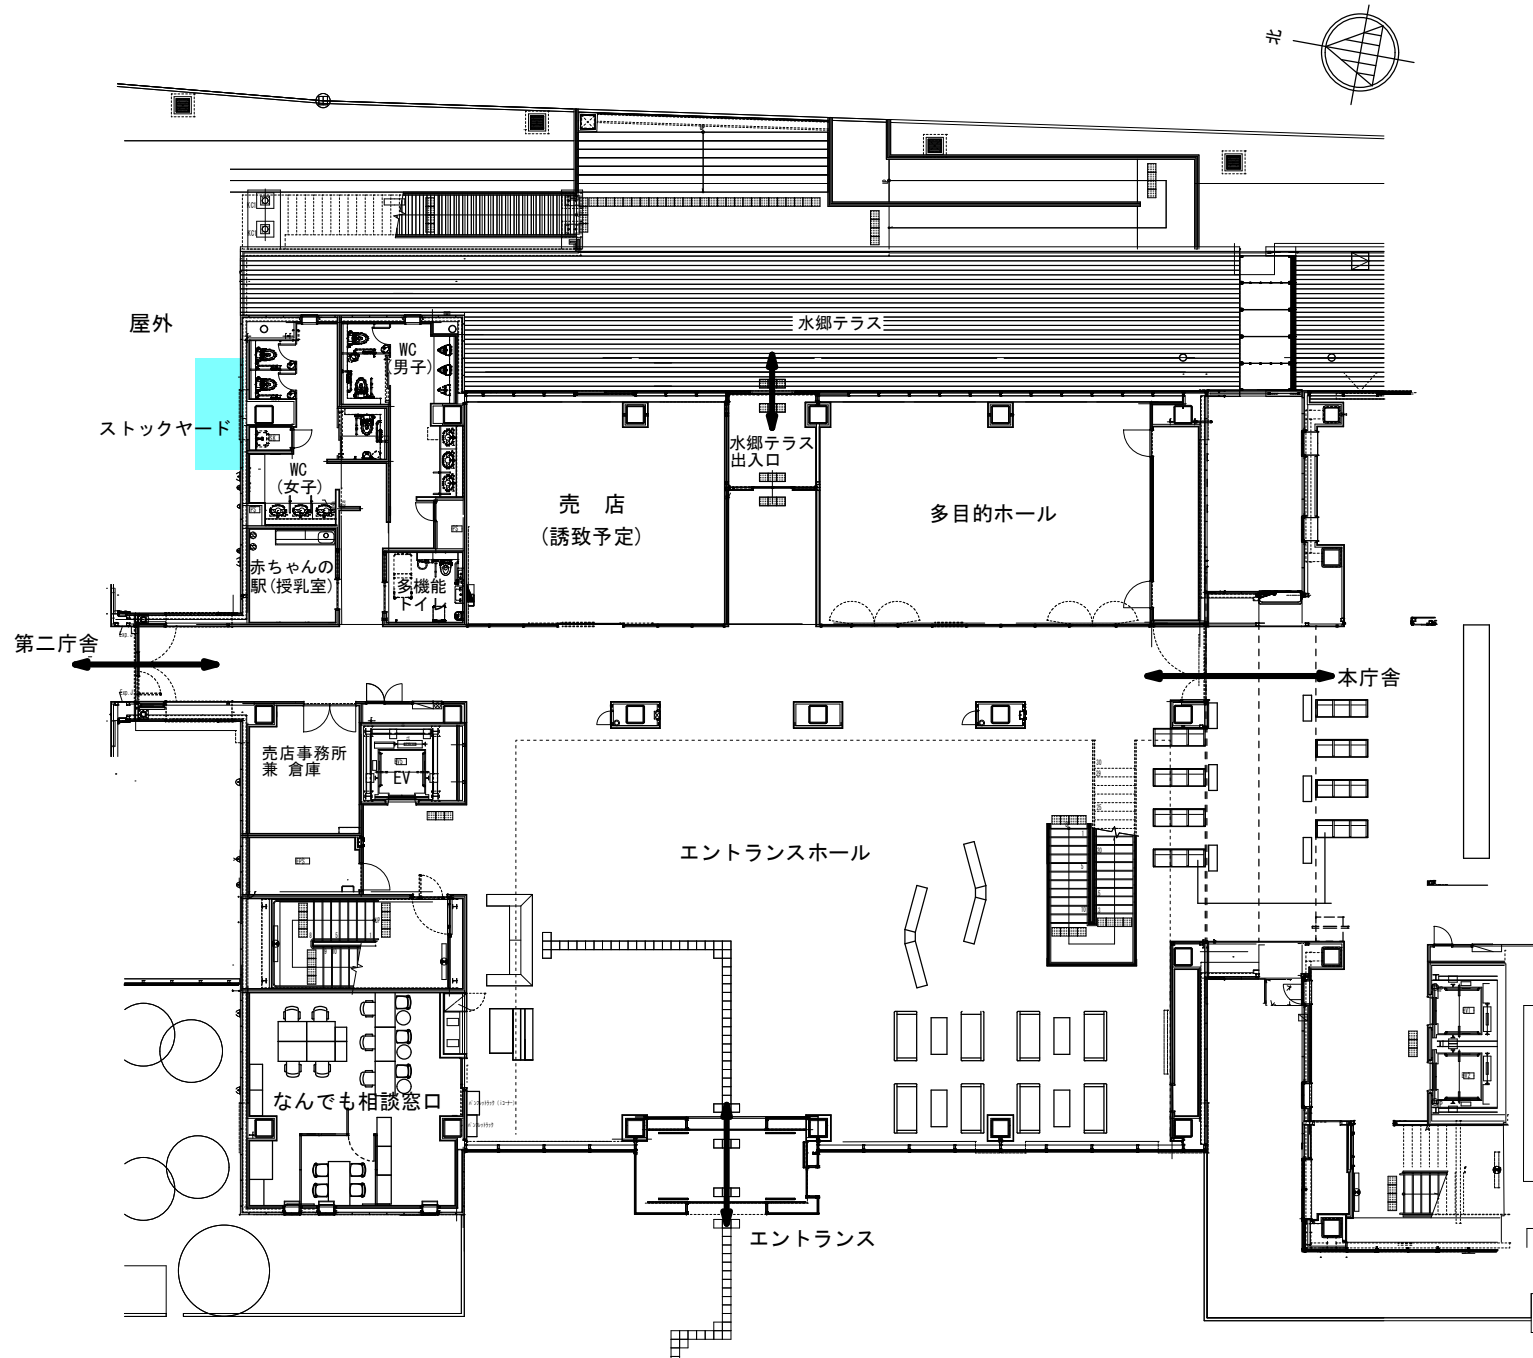 北
屋外
水郷テラス
WC
(男子)
ストックヤード
水郷テラス
出入口
WC
(女子)
売 店
(誘致予定)
多目的ホール
赤ちゃんの
駅(授乳室)
多機能
トイレ
第二庁舎
本庁舎
売店事務所
兼 倉庫
EV
エントランスホール
なんでも相談窓口
エントランス